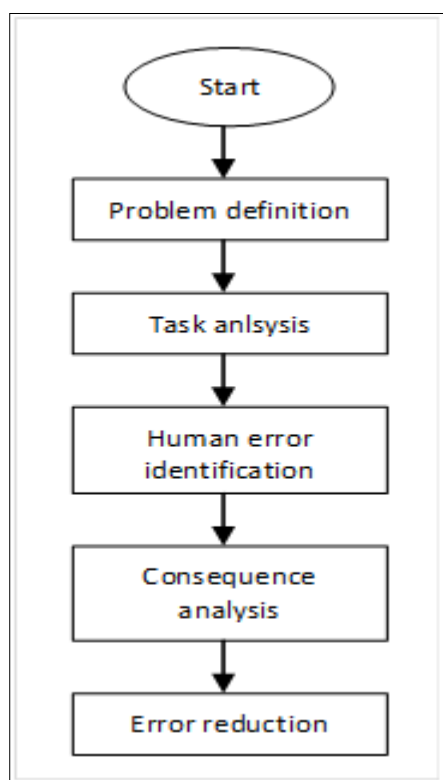 Start
Problem definition
Task anlsysis
Human error
identification
Consequence
analysis
Error reduction